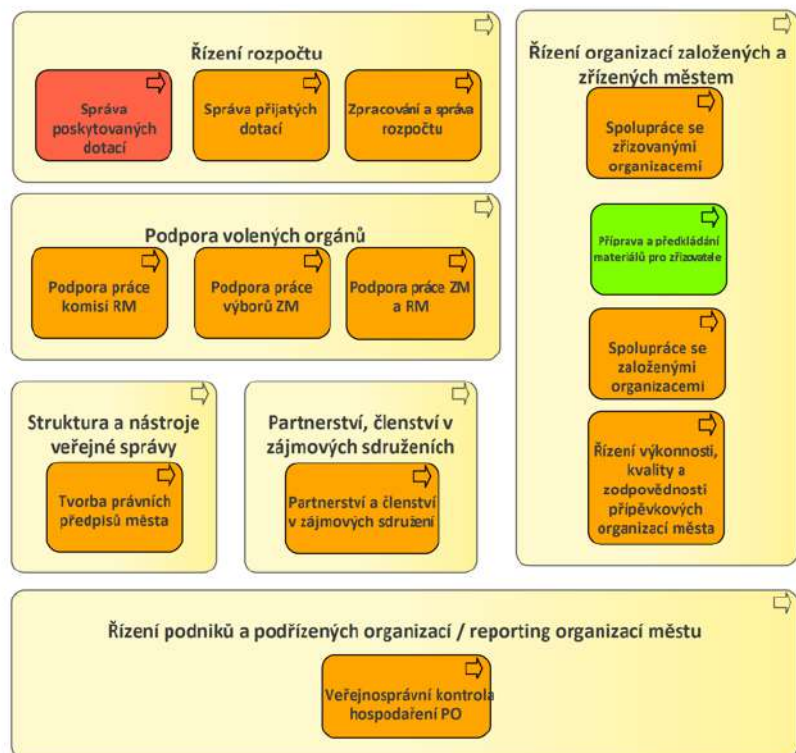 Řízení rozpočtu
Správa
poskytovaných
dotací
Správa přijatých
dotací
Zpracování a správa
rozpočtu
Podpora volených orgánů
Podpora práce
komisí RM
Podpora práce
výborů ZM
Podpora práce ZM
a RM
Struktura a nástroje
veřejné správy
Tvorba právních
předpisů města
Partnerství, členství v
zájmových sdruženích
Partnerství a členství
v zájmových sdružení
Řízení organizací založených a
zřízených městem
Spolupráce se
zřizovanými
organizacemi
Příprava a předkládání
materiálů pro zřizovatele
Spolupráce se
založenými
organizacemi
Řízení výkonnosti,
kvality a
zodpovědnosti
přípěvkových
organizací města
Řízení podniků a podřízených organizací / reporting organizací městu
Veřejnosprávní kontrola
hospodaření PO